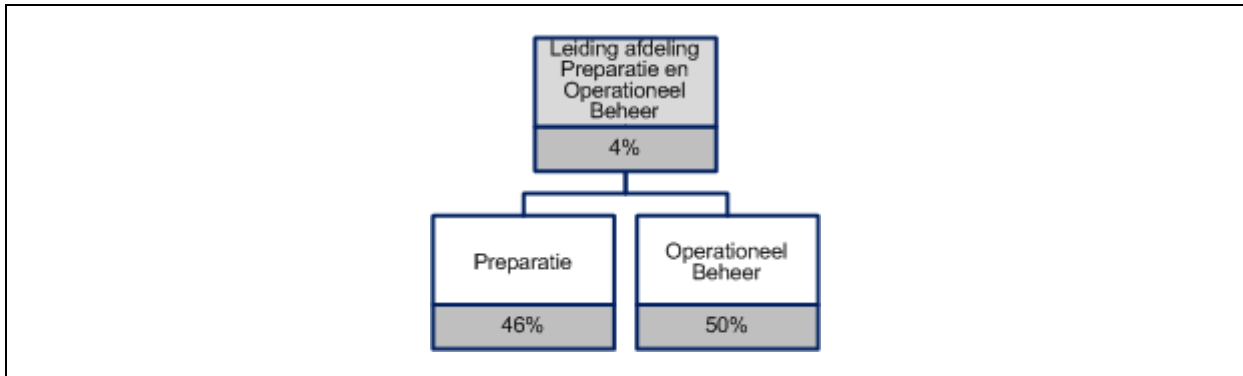 Leiding afdeling
Preparatie en
Operationeel
Beheer
4%
Preparatie
46%
Operationeel
Beheer
50%